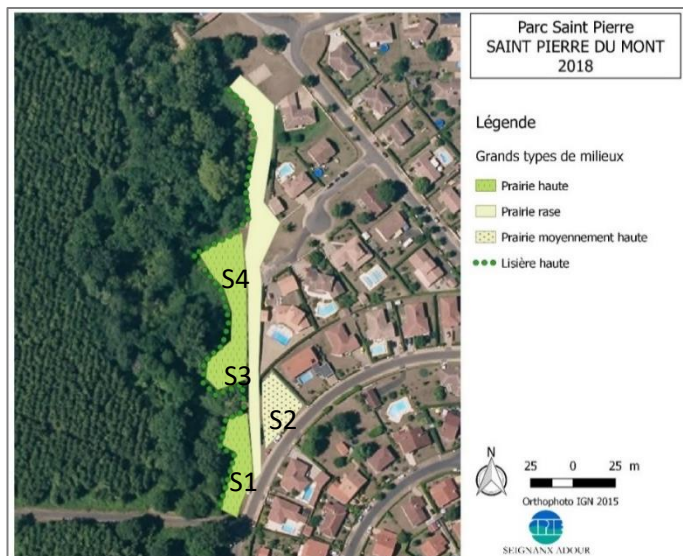 Parc Saint Pierre
SAINT PIERRE DU MONT
2018
Légende
Grands types de milieux
Prairie haute
Prairie rase
Prairie moyennement haute
Lisière haute
S4
S3
S2
S1
N
25 0 25 m
Orthophoto IGN 2015
CPIE
SEIGNANX ADOUR